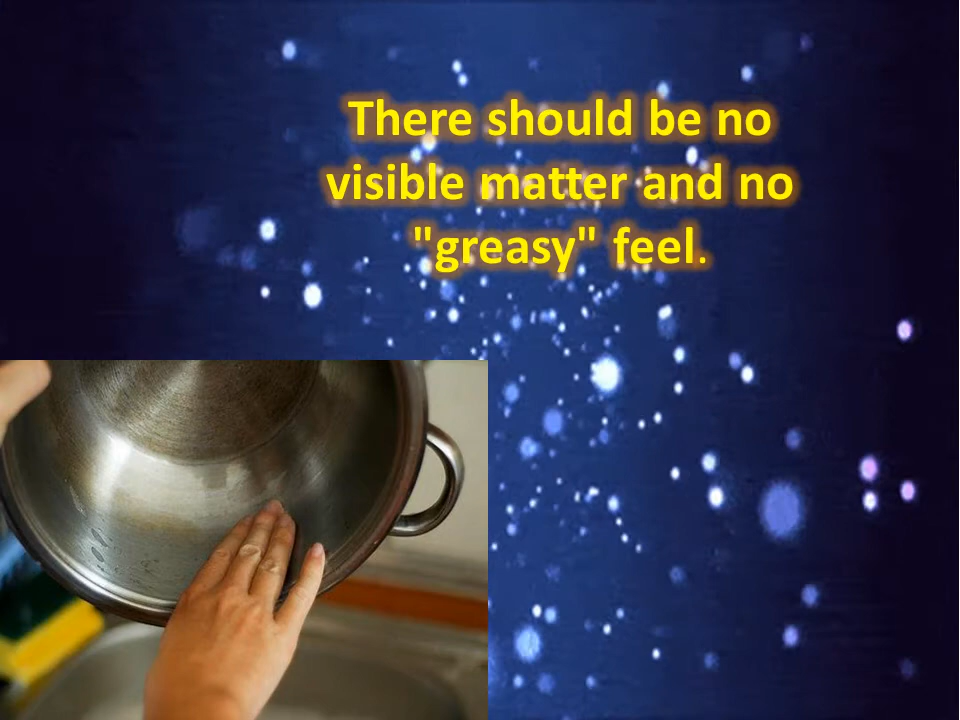 There should be no
visible matter and no
"greasy" feel.